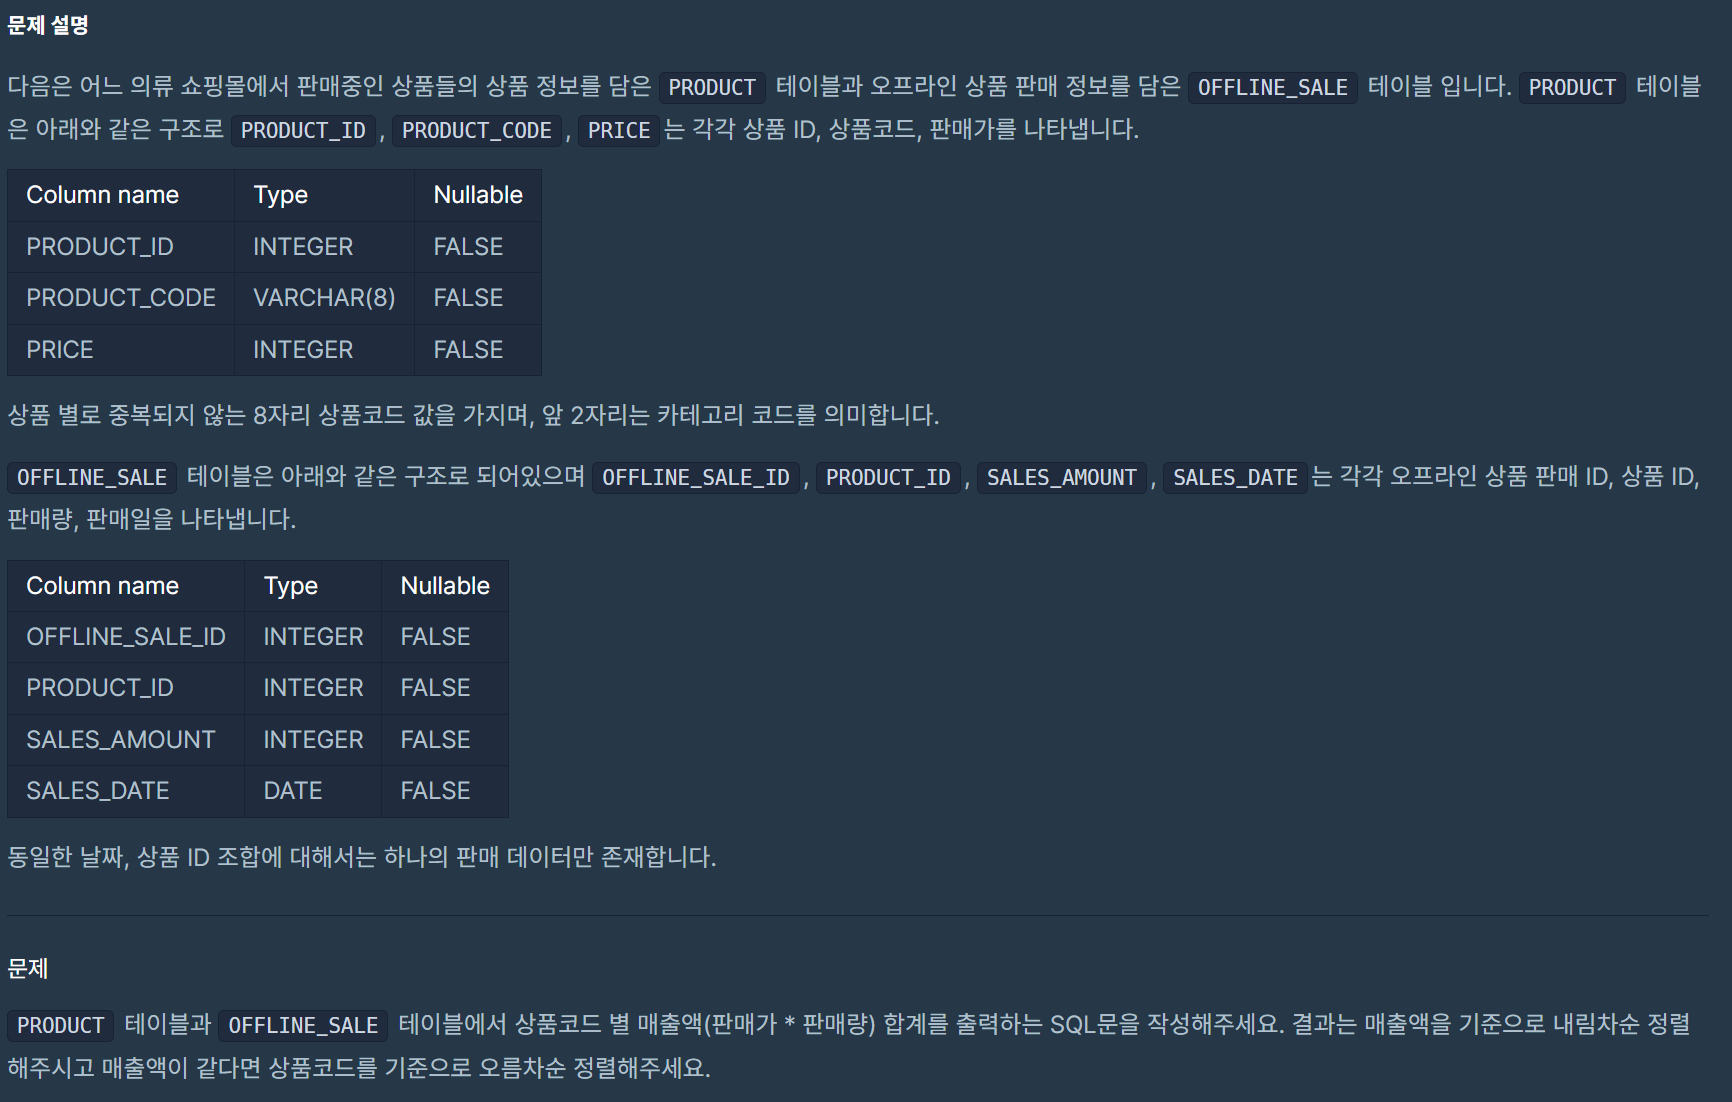 문제 설명
다음은 어느 의류 쇼핑몰에서 판매중인 상품들의 상품 정보를 담은 PRODUCT 테이블과 오프라인 상품 판매 정보를 담은 OFFLINE_SALE 테이블 입니다. PRODUCT 테이블
은 아래와 같은 구조로 PRODUCT_ID, PRODUCT_CODE, PRICE는 각각 상품 ID, 상품코드, 판매가를 나타냅니다.
Column name Type Nullable
PRODUCT_ID INTEGER FALSE
PRODUCT_CODE VARCHAR(8) FALSE
PRICE INTEGER FALSE
상품 별로 중복되지 않는 8자리 상품코드 값을 가지며, 앞 2자리는 카테고리 코드를 의미합니다.
OFFLINE_SALE 테이블은 아래와 같은 구조로 되어있으며 OFFLINE_SALE_ID, PRODUCT_ID, SALES_AMOUNT, SALES_DATE는 각각 오프라인 상품 판매 ID, 상품 ID,
판매량, 판매일을 나타냅니다.
Column name Type Nullable
OFFLINE_SALE_ID INTEGER FALSE
PRODUCT_ID INTEGER FALSE
SALES_AMOUNT INTEGER FALSE
SALES_DATE DATE FALSE
동일한 날짜, 상품 ID 조합에 대해서는 하나의 판매 데이터만 존재합니다.
문제
PRODUCT 테이블과 OFFLINE_SALE 테이블에서 상품코드 별 매출액(판매가 * 판매량) 합계를 출력하는 SQL문을 작성해주세요. 결과는 매출액을 기준으로 내림차순 정렬
해주시고 매출액이 같다면 상품코드를 기준으로 오름차순 정렬해주세요.